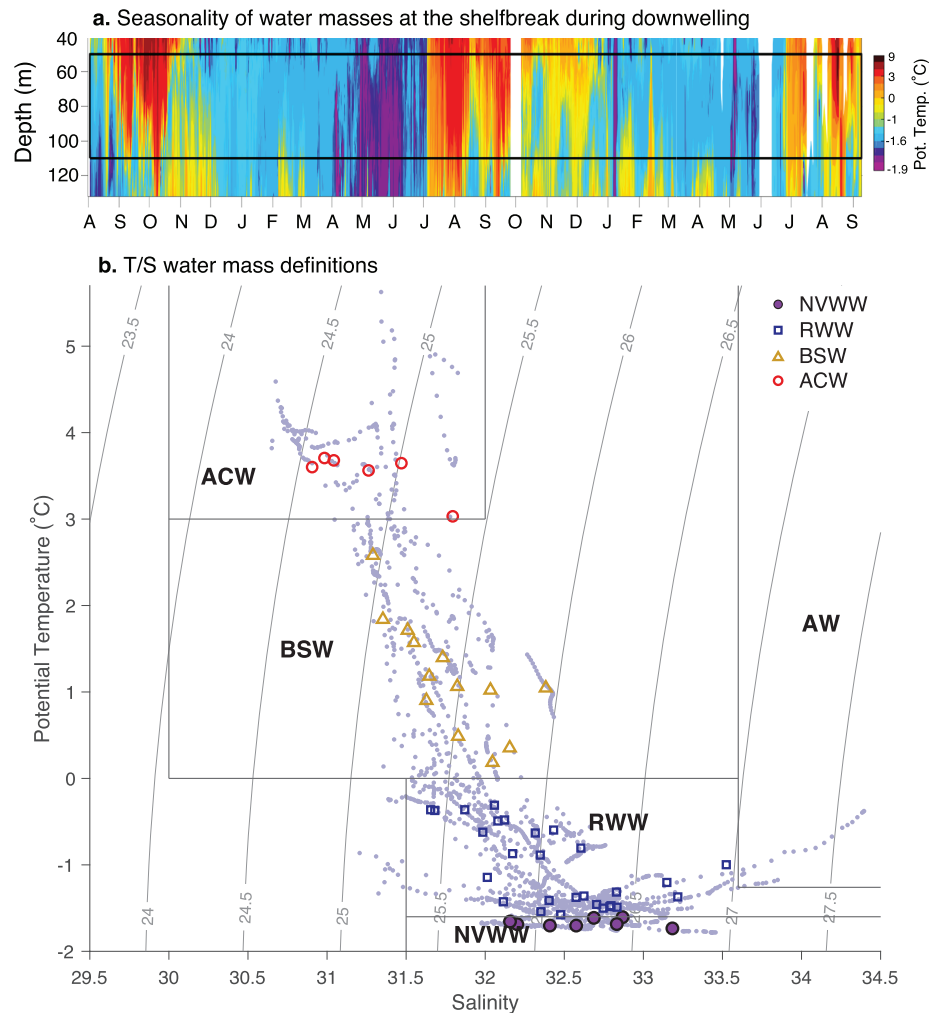 a. Seasonality of water masses at the shelfbreak during downwelling
Depth (m)
40
60
80
100
120
A S O N D J F M A M J J A S O N D J F M A M J J A S
9
3
0
-1
-1.6
-1.9
Pot. Temp. (˚C)
b. T/S water mass definitions
NVWW
RWW
BSW
ACW
23.5
24
24.5
25
25.5
26
26.5
ACW
BSW
AW
RWW
NVWW
24
24.5
25
25.5
26.5
27
27.5
Potential Temperature (˚C)
5
4
3
2
1
0
-1
-2
29.5 30 30.5 31 31.5 32 32.5 33 33.5 34 34.5
Salinity